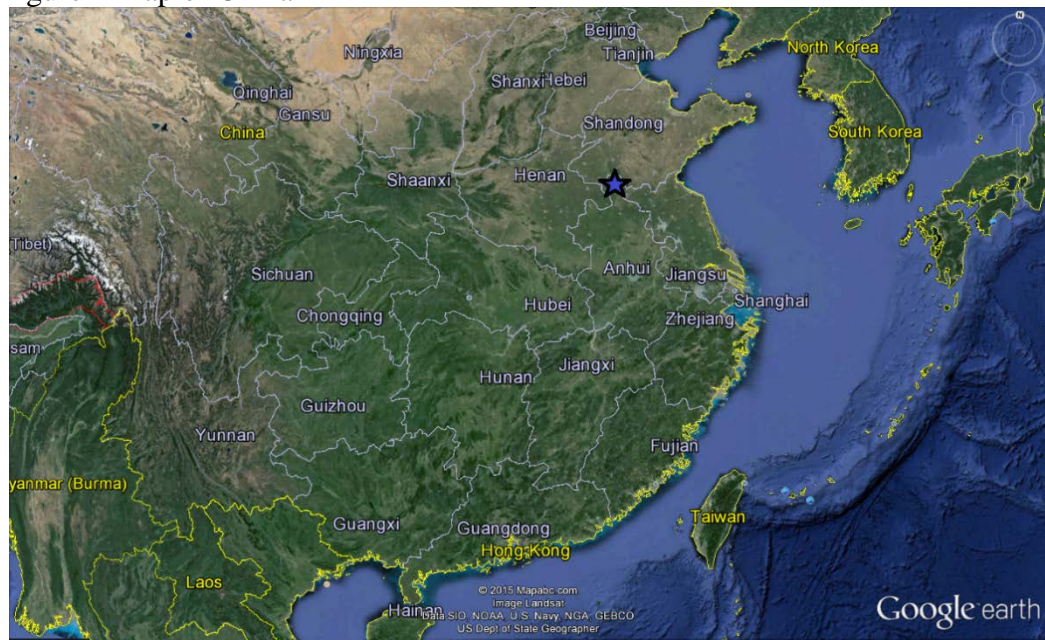 Beijing
Ningxia
Tianjin
North Korea
Shanxi
Hebei
Qinghai
Gansu
China
Shandong
South Korea
Shaanxi
Henan
(Tibet)
Sichuan
Anhui
Jiangsu
Hubei
Shanghai
Chongqing
Zhejiang
Jiangxi
Hunan
Guizhou
Yunnan
Fujian
yanmar (Burma)
Taiwan
Guangxi
Guangdong
Hong Kong
Laos
Hainan
© 2015 Mapabc.com
Image Landsat
Data SIO, NOAA, U.S. Navy, NGA, GEBCO
US Dept of State Geographer
Google earth
N
sam